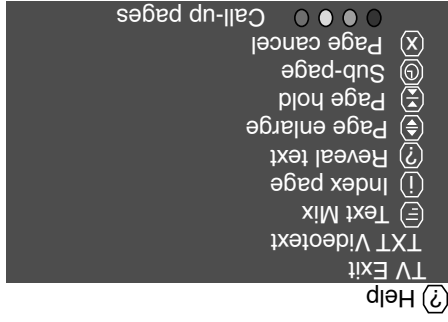 ? Help
TV Exit
TXT Videotext
Text Mix
i Index page
? Reveal text
Page enlarge
Page hold
Sub-page
X Page cancel
Call-up pages